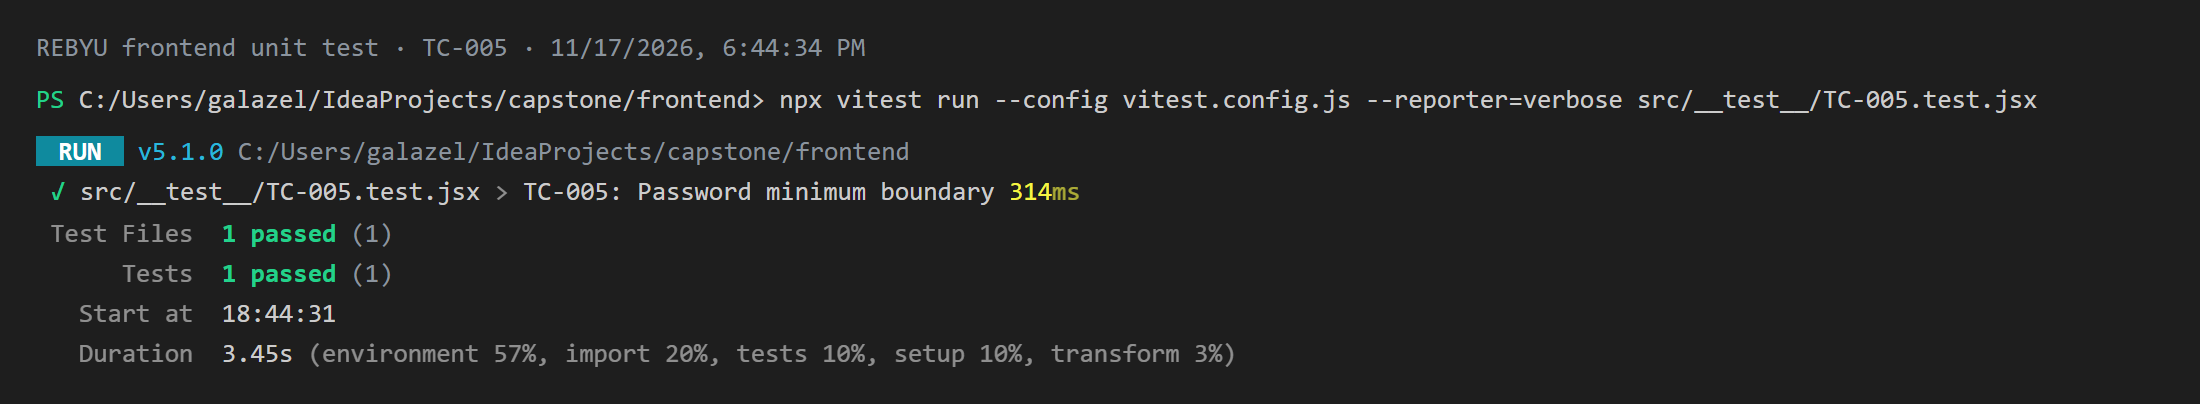 REBYU frontend unit test · TC-005 · 11/17/2026, 6:44:34 PM
PS C:/Users/galazel/IdeaProjects/capstone/frontend> npx vitest run --config vitest.config.js --reporter=verbose src/__test__/TC-005.test.jsx
RUN v5.1.0 C:/Users/galazel/IdeaProjects/capstone/frontend
√ src/__test__/TC-005.test.jsx > TC-005: Password minimum boundary 314ms
Test Files 1 passed (1)
Tests 1 passed (1)
Start at 18:44:31
Duration 3.45s (environment 57%, import 20%, tests 10%, setup 10%, transform 3%)